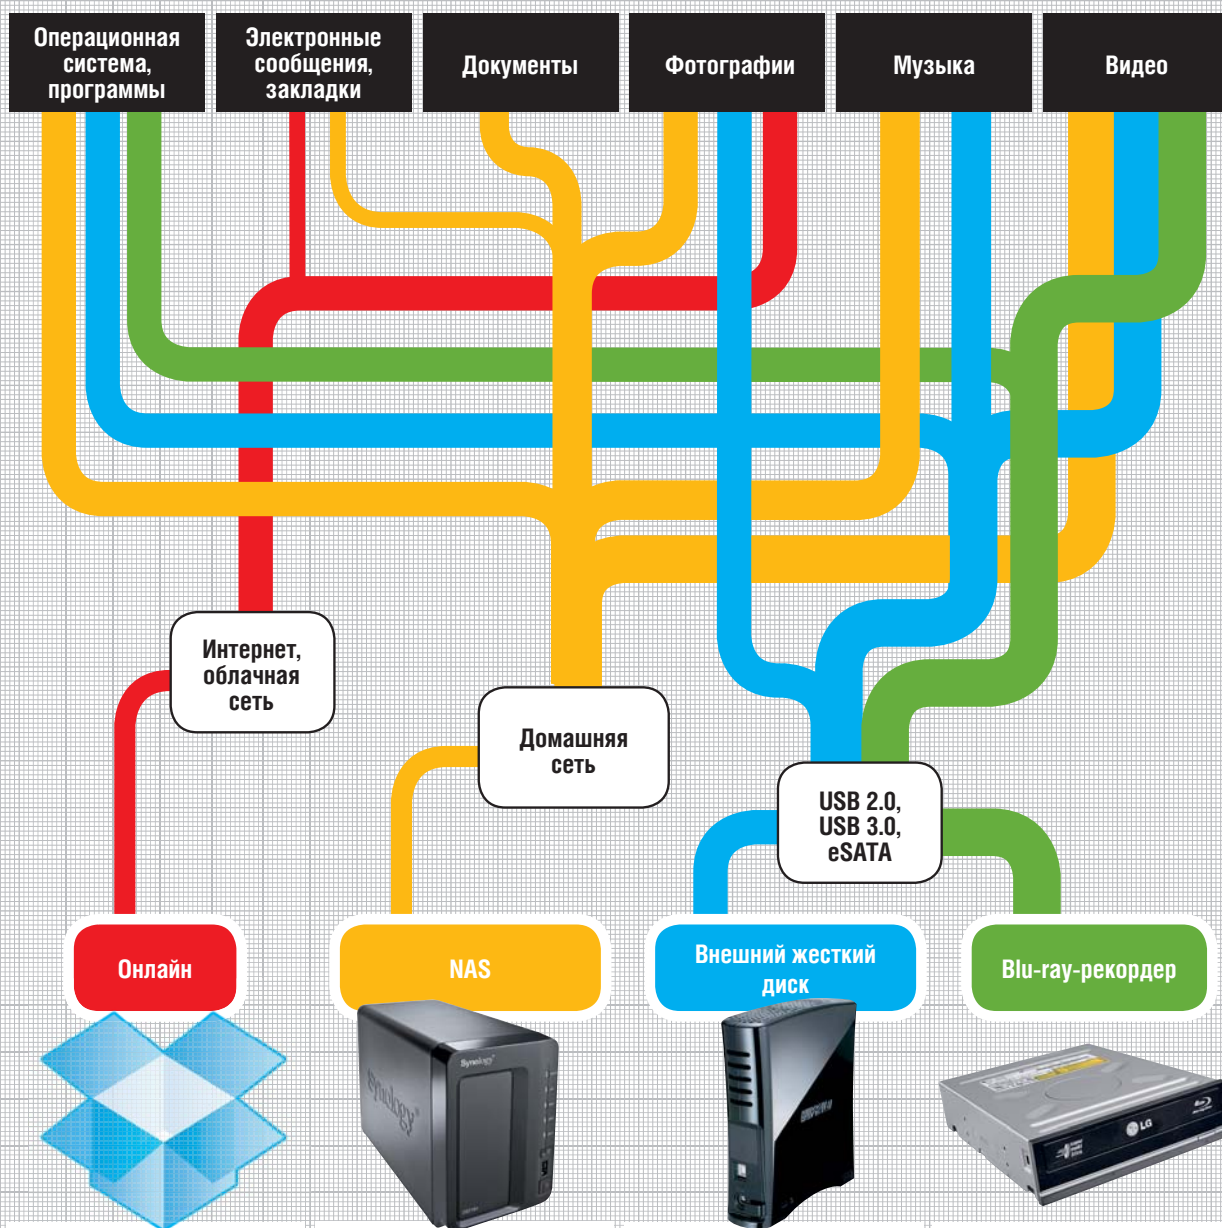 Операционная
система,
программы
Электронные
сообщения,
закладки
Документы
Фотографии
Музыка
Видео
Интернет,
облачная
сеть
Домашняя
сеть
USB 2.0,
USB 3.0,
eSATA
Онлайн
NAS
Внешний жесткий
диск
Blu-ray-рекордер
Synology
Synology
LG